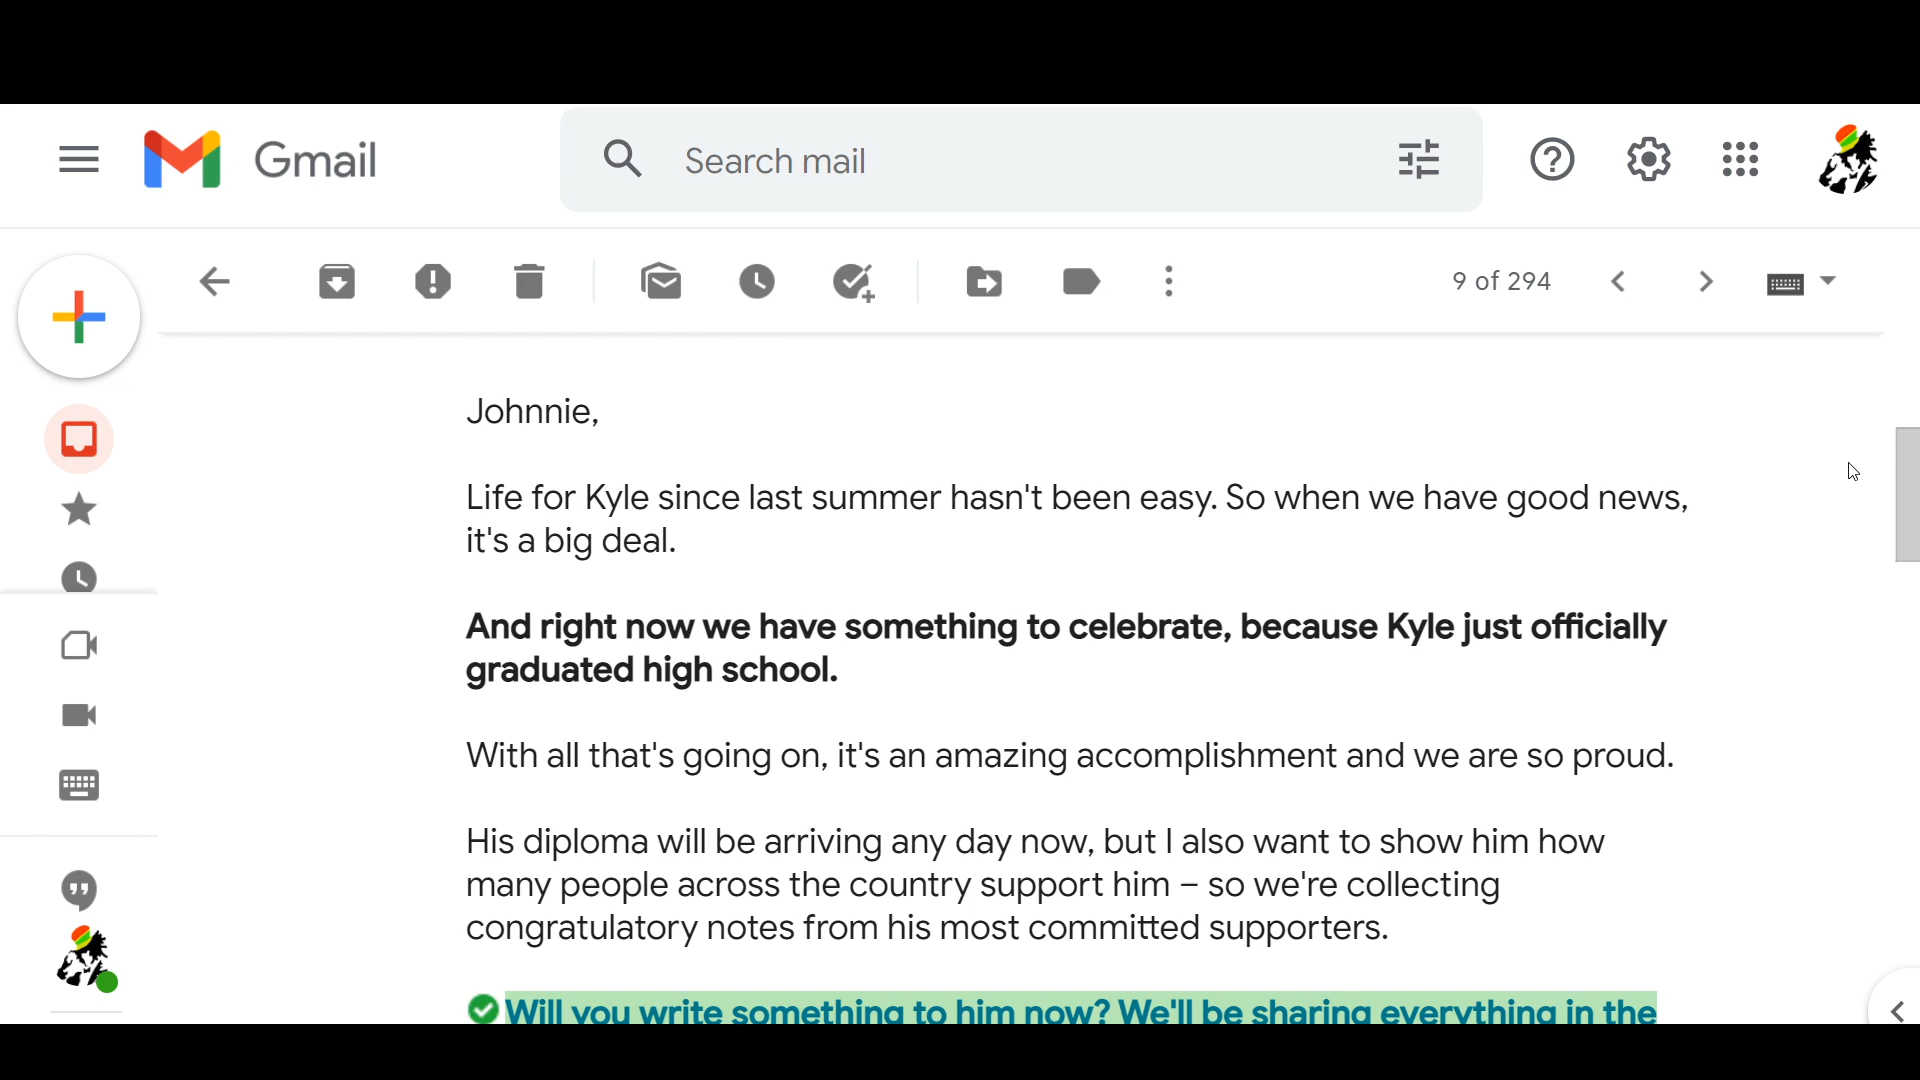 Gmail
Search mail
9 of 294
Johnnie,
Life for Kyle since last summer hasn't been easy. So when we have good news,
it's a big deal.
And right now we have something to celebrate, because Kyle just officially
graduated high school.
With all that's going on, it's an amazing accomplishment and we are so proud.
His diploma will be arriving any day now, but I also want to show him how
many people across the country support him – so we're collecting
congratulatory notes from his most committed supporters.
Will you write something to him now? We'll be sharing everything in the